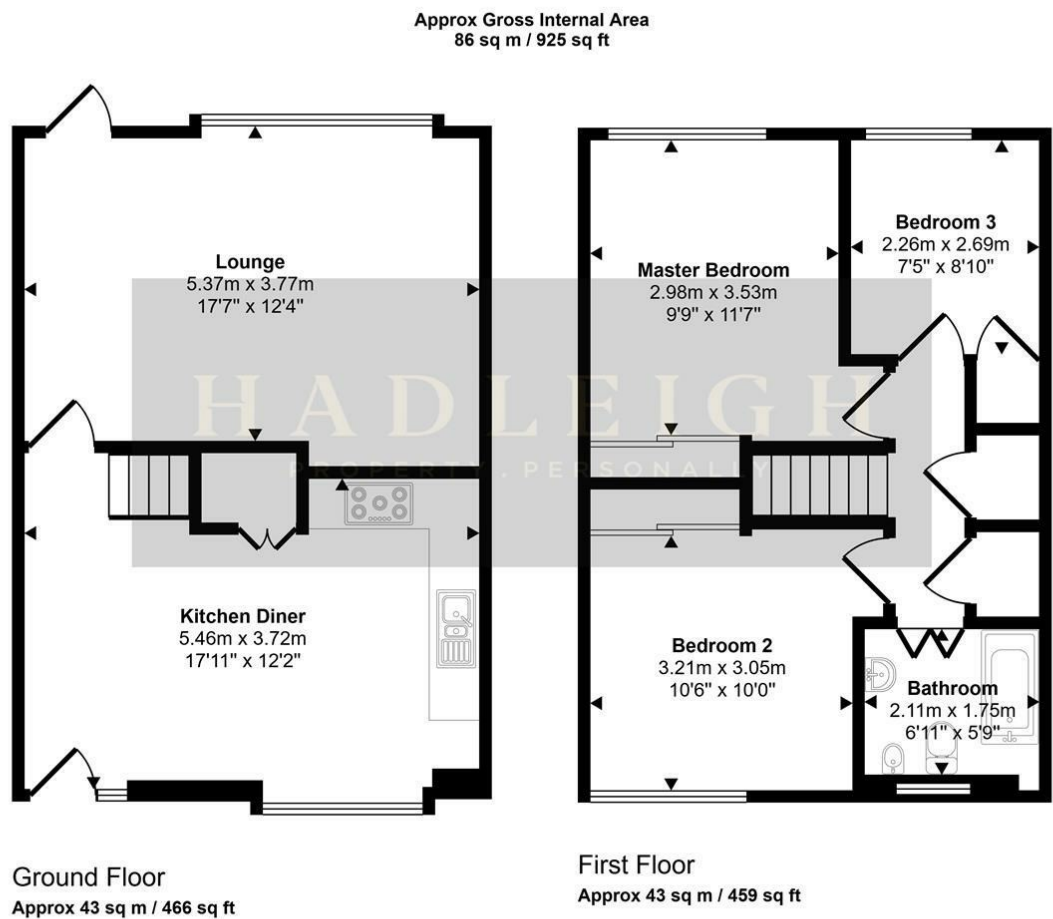 Approx Gross Internal Area
86 sq m / 925 sq ft
Lounge
5.37m x 3.77m
17'7" x 12'4"
Kitchen Diner
5.46m x 3.72m
17'11" x 12'2"
Master Bedroom
2.98m x 3.53m
9'9" x 11'7"
Bedroom 3
2.26m x 2.69m
7'5" x 8'10"
HADLEIGH
PROPERTY. PERSONALLY
Bedroom 2
3.21m x 3.05m
10'6" x 10'0"
Bathroom
2.11m x 1.75m
6'11" x 5'9"
Ground Floor
Approx 43 sq m / 466 sq ft
First Floor
Approx 43 sq m / 459 sq ft